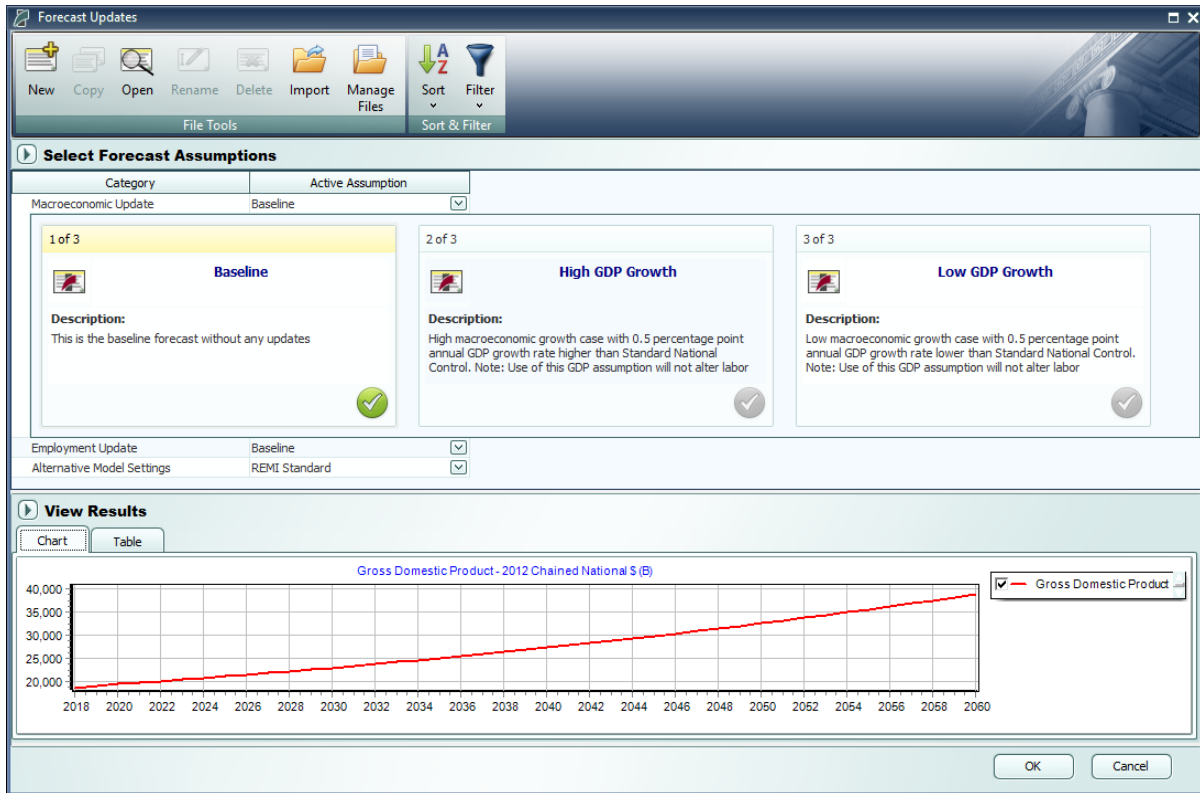 Forecast Updates
New Copy Open Rename Delete Import Manage Files Sort Filter
File Tools Sort & Filter
Select Forecast Assumptions
Category Active Assumption
Macroeconomic Update Baseline
1 of 3
Baseline
Description:
This is the baseline forecast without any updates
2 of 3
High GDP Growth
Description:
High macroeconomic growth case with 0.5 percentage point
annual GDP growth rate higher than Standard National
Control. Note: Use of this GDP assumption will not alter labor
3 of 3
Low GDP Growth
Description:
Low macroeconomic growth case with 0.5 percentage point
annual GDP growth rate lower than Standard National Control.
Note: Use of this GDP assumption will not alter labor
Employment Update Baseline
Alternative Model Settings REMI Standard
View Results
Chart Table
Gross Domestic Product - 2012 Chained National $ (B)
Gross Domestic Product
40,000
35,000
30,000
25,000
20,000
2018 2020 2022 2024 2026 2028 2030 2032 2034 2036 2038 2040 2042 2044 2046 2048 2050 2052 2054 2056 2058 2060
OK Cancel